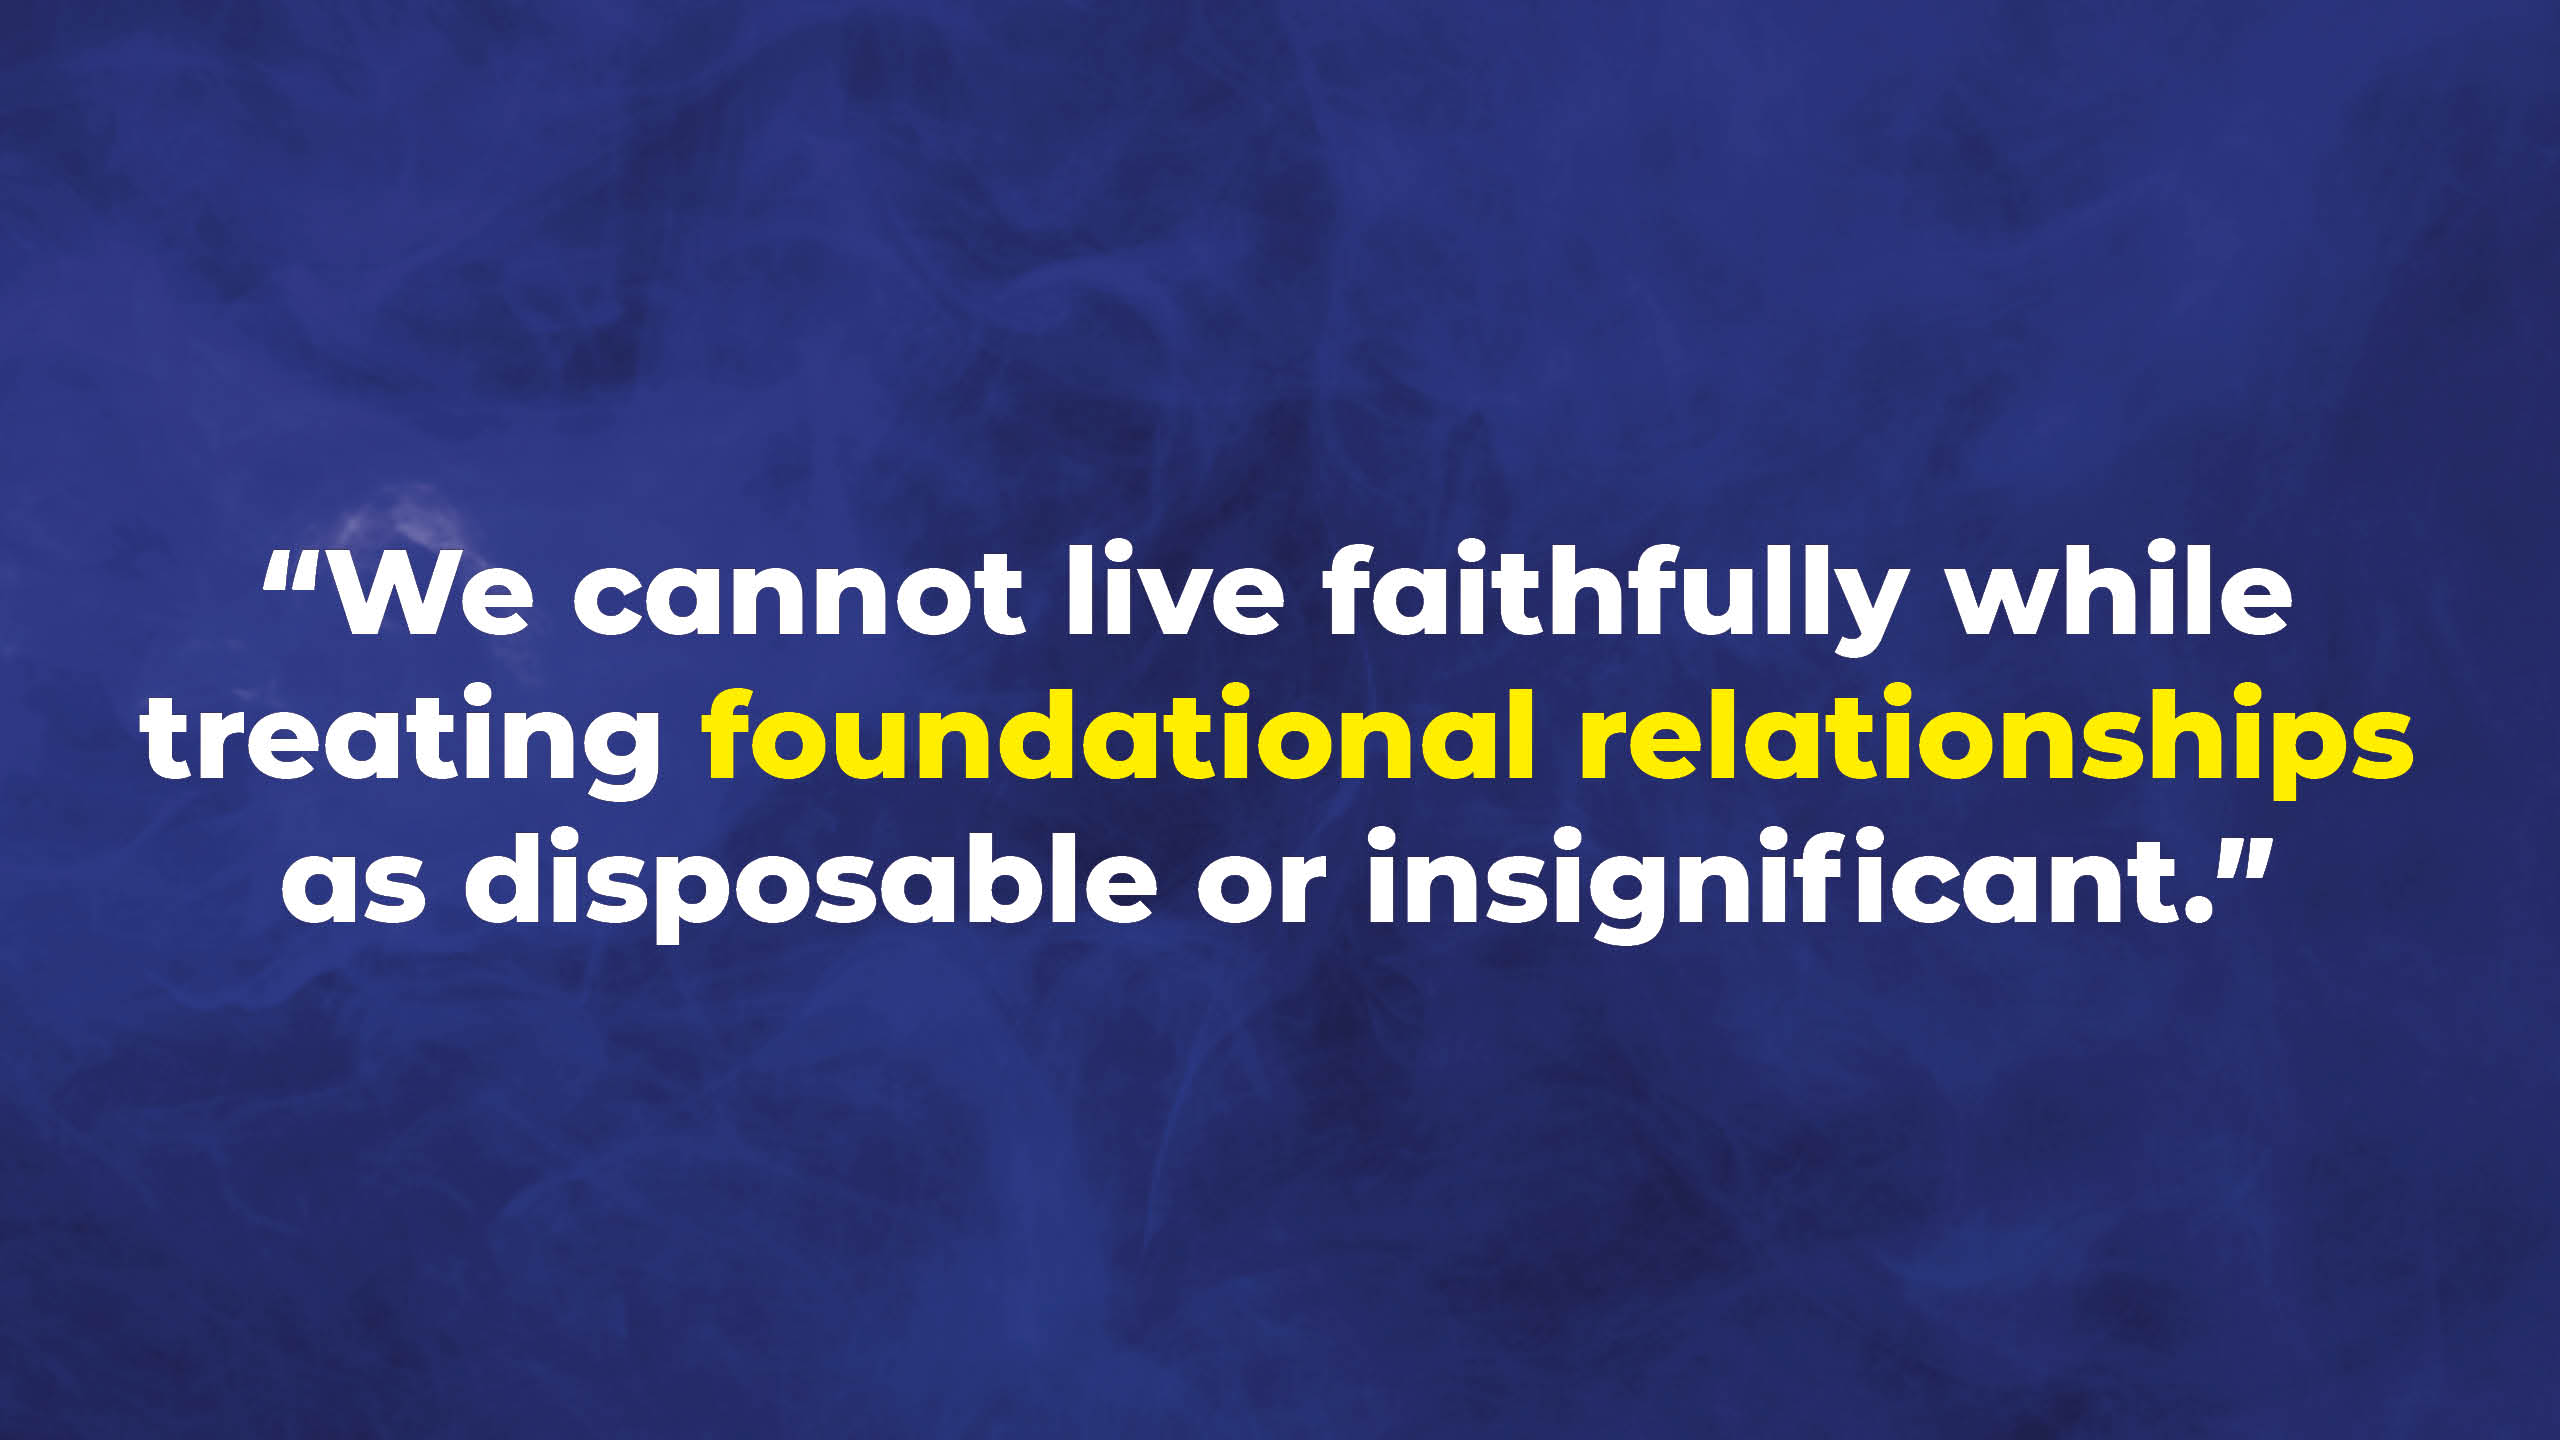 “We cannot live faithfully while
treating foundational relationships
as disposable or insignificant.”